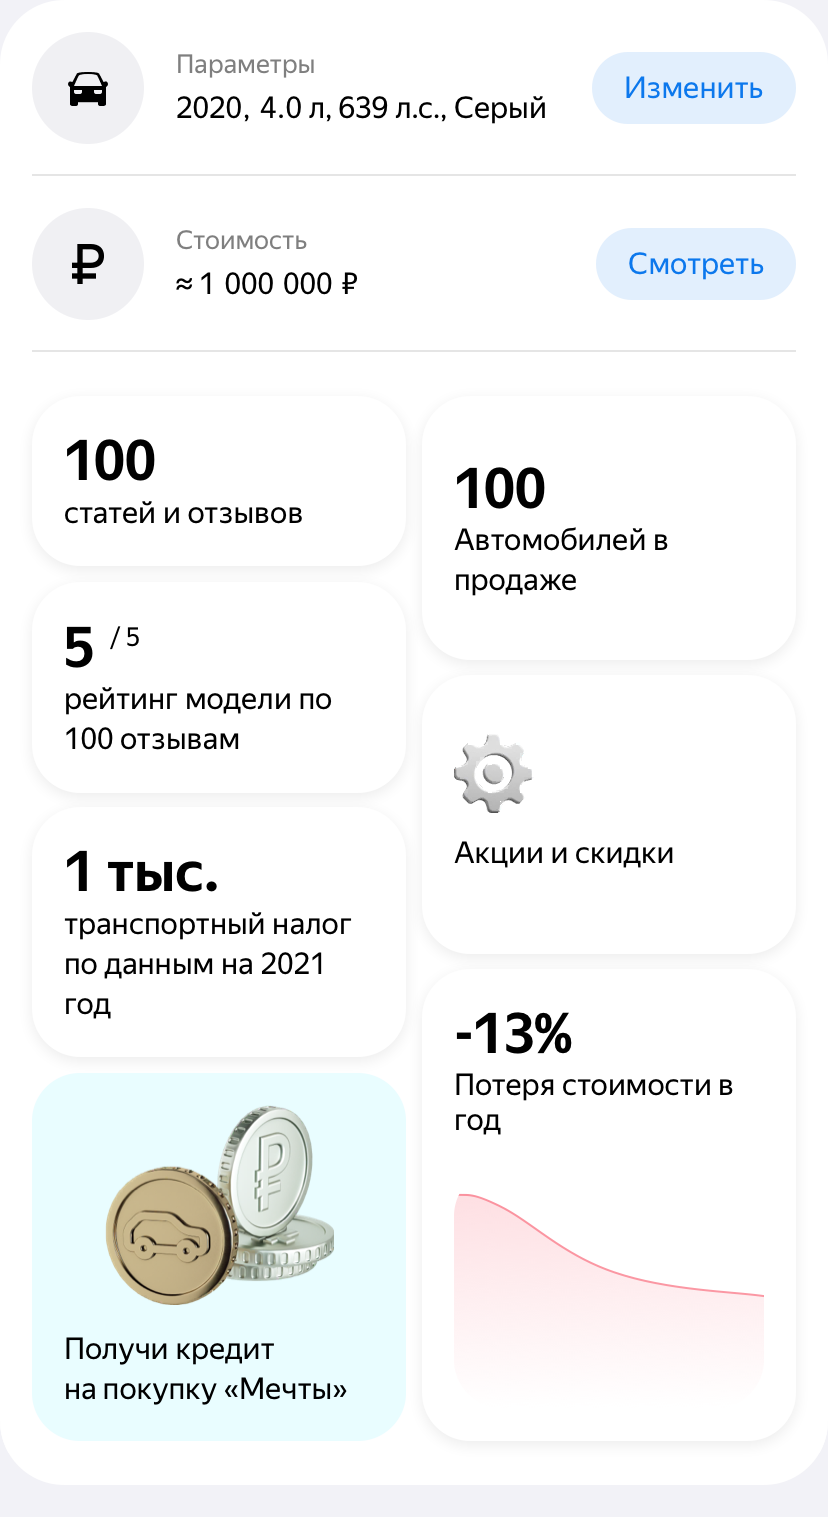 Параметры
2020, 4.0 л, 639 л.с., Серый
Изменить
₽
Стоимость
≈ 1 000 000 ₽
Смотреть
100
статей и отзывов
5 / 5
рейтинг модели по
100 отзывам
1 тыс.
транспортный налог
по данным на 2021
год
₽
Получи кредит
на покупку «Мечты»
100
Автомобилей в
продаже
Акции и скидки
-13%
Потеря стоимости в
год